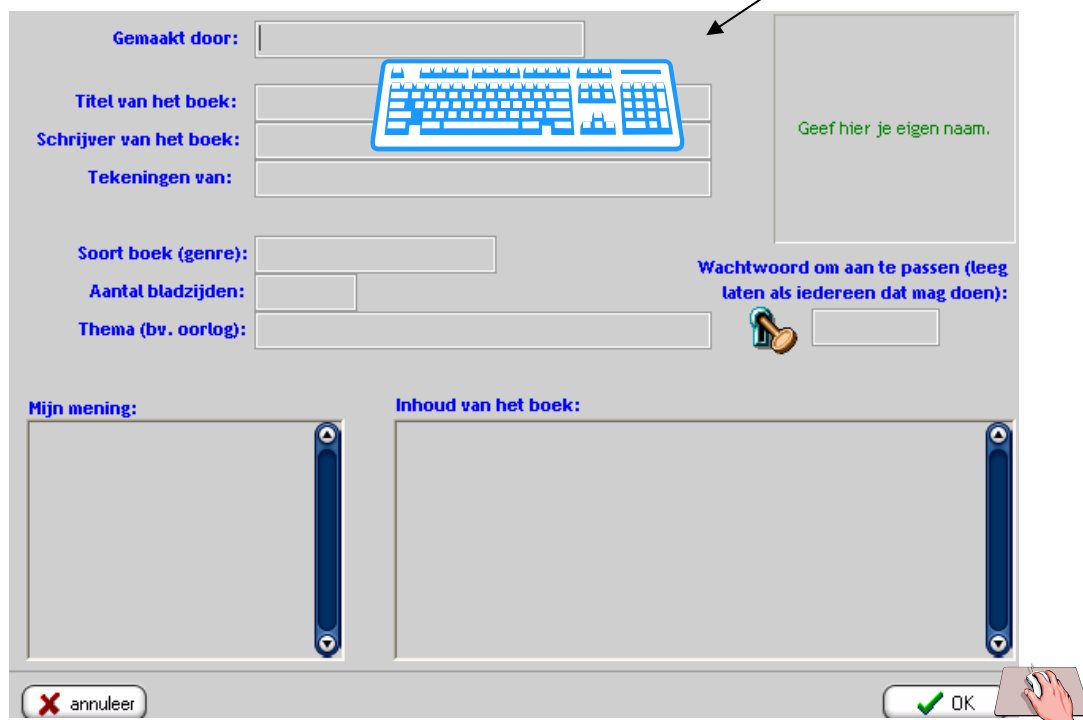 Gemaakt door:
Titel van het boek:
Schrijver van het boek:
Tekeningen van:
Geef hier je eigen naam.
Soort boek (genre):
Aantal bladzijden:
Thema (bv. oorlog):
Wachtwoord om aan te passen (leeg
laten als iedereen dat mag doen):
Mijn mening:
Inhoud van het boek:
annuleer
OK